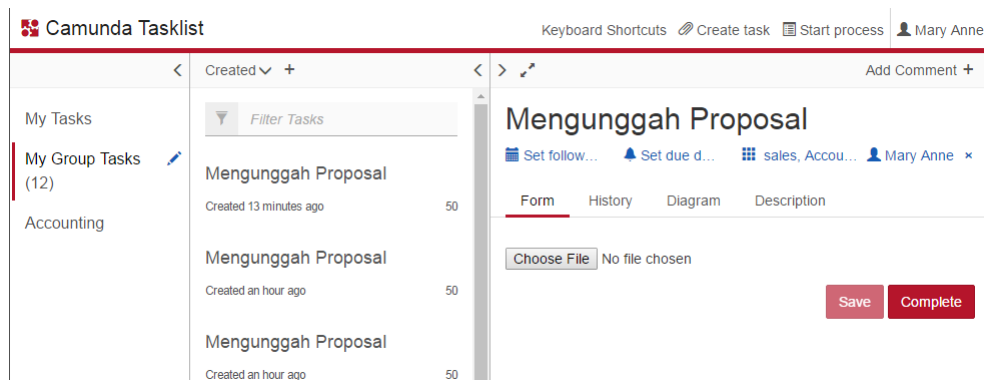 Camunda Tasklist
Keyboard Shortcuts Create task Start process Mary Anne
Created +
Add Comment +
My Tasks
My Group Tasks
(12)
Accounting
Filter Tasks
Mengunggah Proposal
Created 13 minutes ago 50
Mengunggah Proposal
Created an hour ago 50
Mengunggah Proposal
Created an hour ago 50
Mengunggah Proposal
Set follow... Set due d... sales, Accou... Mary Anne ×
Form History Diagram Description
Choose File No file chosen
Save Complete